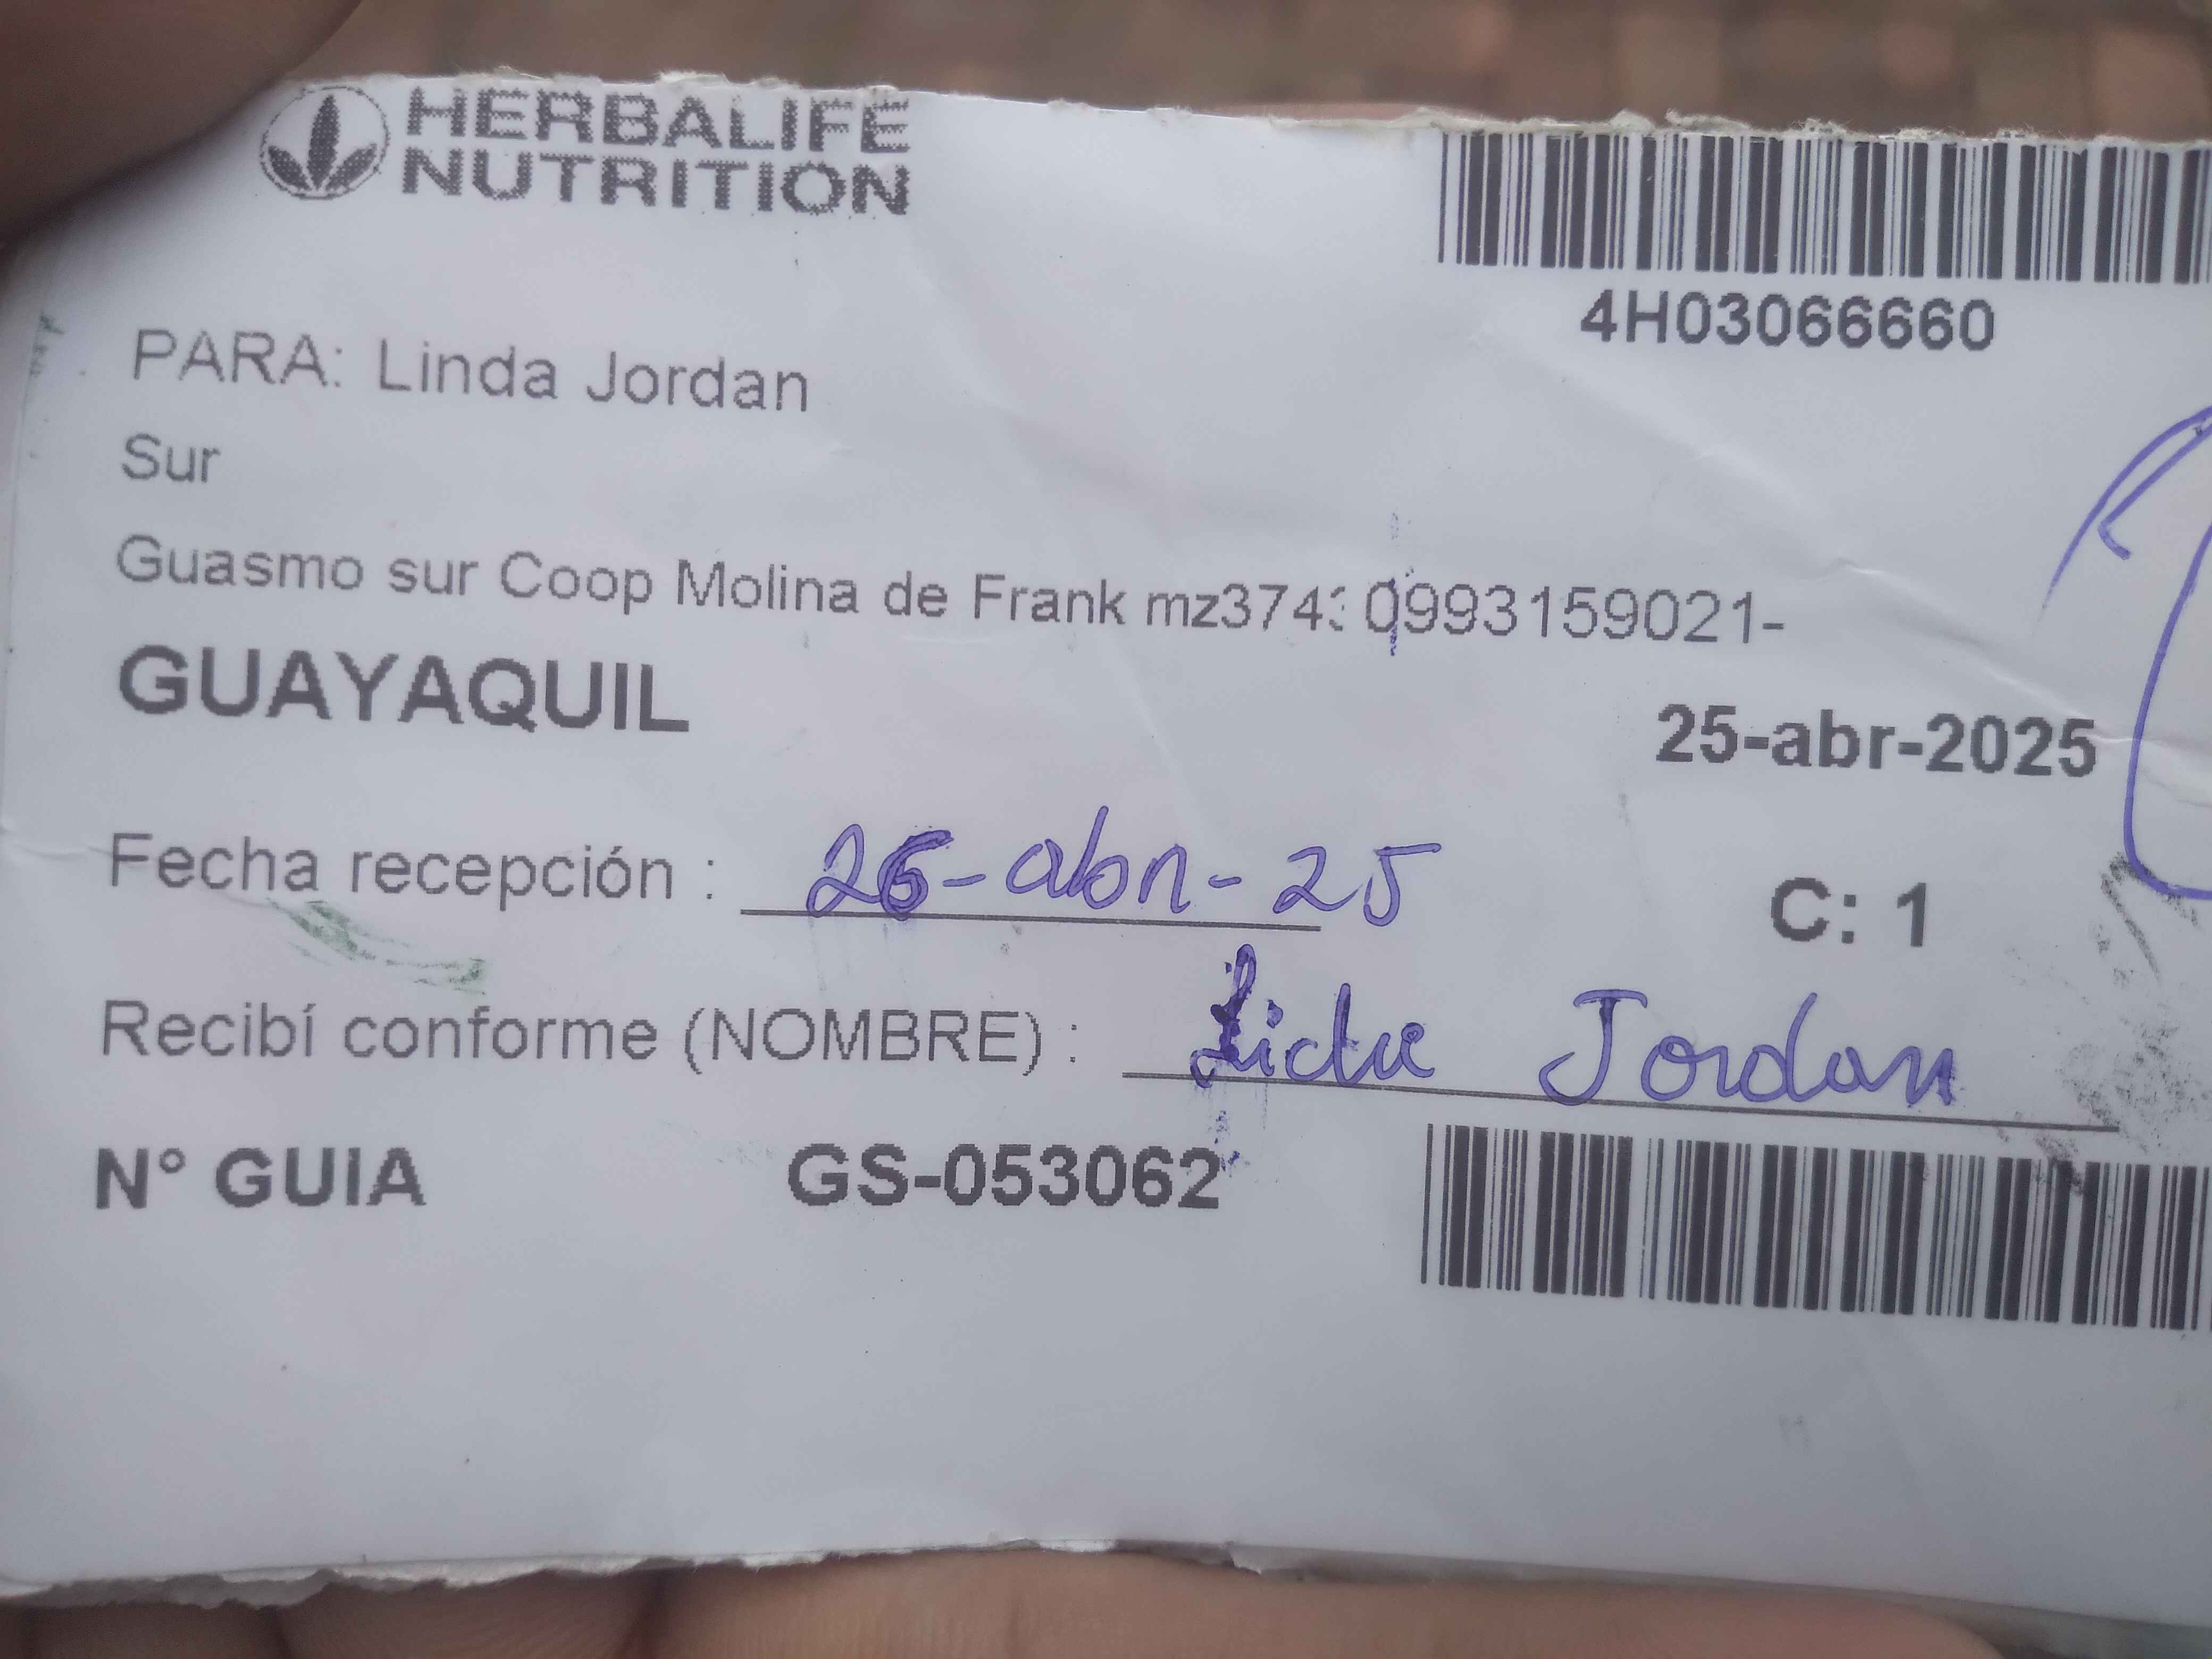 HERBALIFE
NUTRITION
4H03066660
PARA: Linda Jordan
Sur
Guasmo sur Coop Molina de Frank mz374 0993159021-
GUAYAQUIL
25-abr-2025
Fecha recepción : 26-abr-25
C: 1
Recibí conforme (NOMBRE) : Jordan
N° GUIA GS-053062